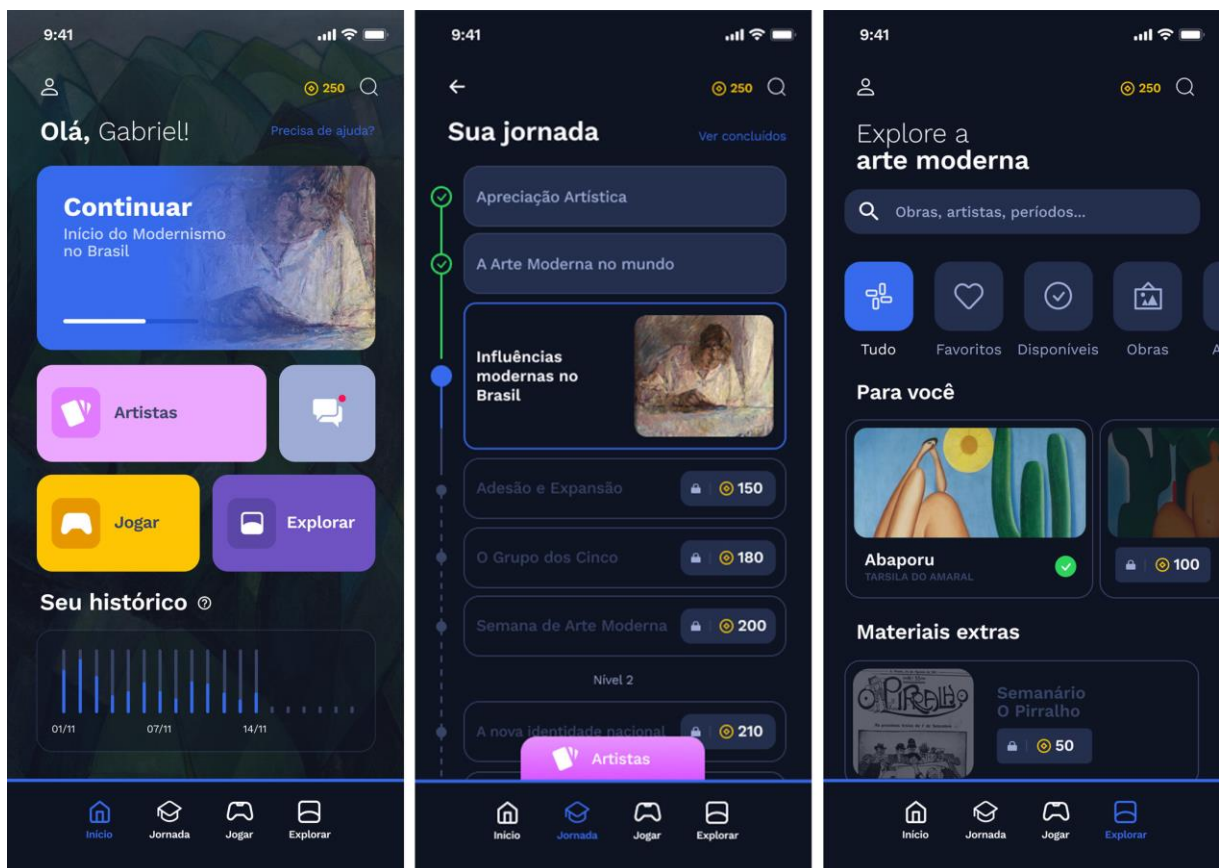 9:41
250
Olá, Gabriel!
Precisa de ajuda?
Continuar
Início do Modernismo
no Brasil
Artistas
Jogar
Explorar
Seu histórico
01/11
07/11
14/11
Início
Jornada
Jogar
Explorar
9:41
250
Sua jornada
Ver concluídos
Apreciação Artística
A Arte Moderna no mundo
Influências
modernas no
Brasil
Adesão e Expansão
150
O Grupo dos Cinco
180
Semana de Arte Moderna
200
Nível 2
A nova identidade nacional
210
Artistas
Início
Jornada
Jogar
Explorar
9:41
250
Explore a
arte moderna
Obras, artistas, períodos...
Tudo
Favoritos
Disponíveis
Obras
A
Para você
Abaporu
TARSILA DO AMARAL
100
Materiais extras
O PIRRALHO
Semanário
O Pirralho
50
Início
Jornada
Jogar
Explorar